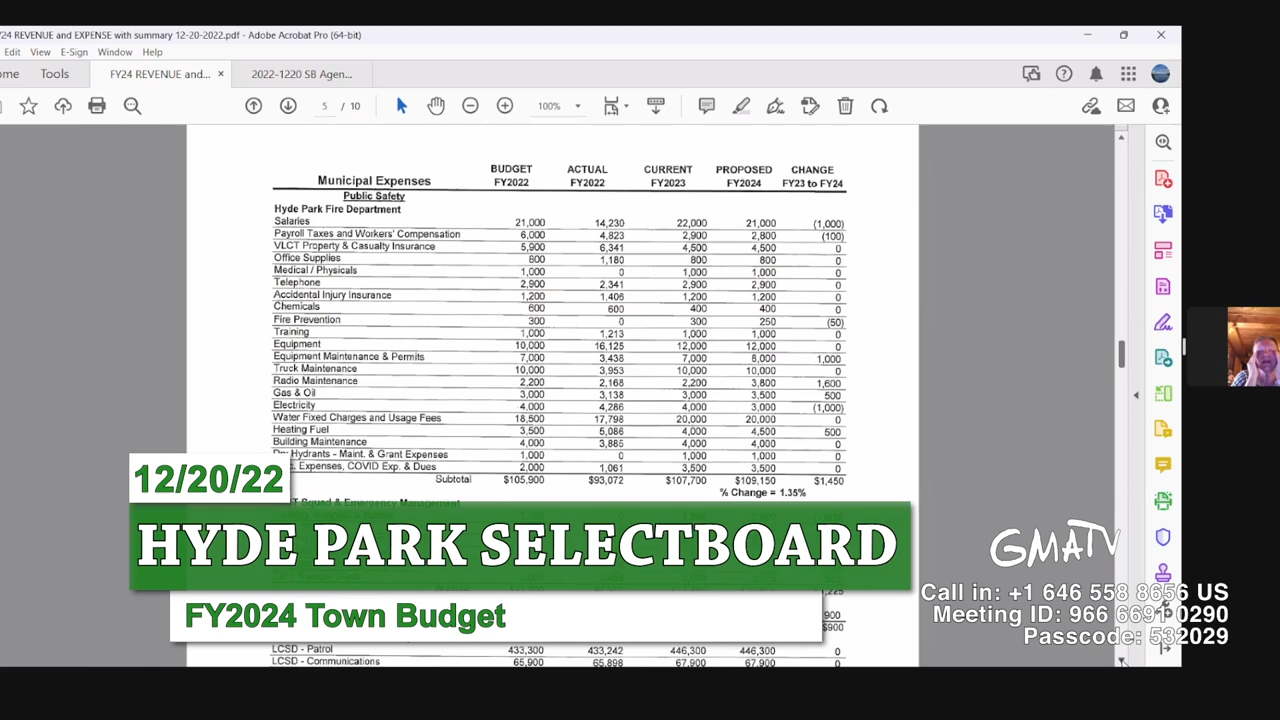 24 REVENUE and EXPENSE with summary 12-20-2022.pdf - Adobe Acrobat Pro (64-bit)
Edit View E-Sign Window Help
ome Tools FY24 REVENUE and... × 2022-1220 SB Agen...
5 / 10 100%
BUDGET ACTUAL CURRENT PROPOSED CHANGE
Municipal Expenses FY2022 FY2022 FY2023 FY2024 FY23 to FY24
Public Safety
Hyde Park Fire Department
Salaries 21,000 14,230 22,000 21,000 (1,000)
Payroll Taxes and Workers' Compensation 6,000 4,823 2,900 2,800 (100)
VLCT Property & Casualty Insurance 5,900 6,341 4,500 4,500 0
Office Supplies 800 1,180 800 800 0
Medical / Physicals 1,000 0 1,000 1,000 0
Telephone 2,900 2,341 2,900 2,900 0
Accidental Injury Insurance 1,200 1,406 1,200 1,200 0
Chemicals 600 600 400 400 0
Fire Prevention 300 0 300 250 (50)
Training 1,000 1,213 1,000 1,000 0
Equipment 10,000 16,125 12,000 12,000 0
Equipment Maintenance & Permits 7,000 3,438 7,000 8,000 1,000
Truck Maintenance 10,000 3,953 10,000 10,000 0
Radio Maintenance 2,200 2,168 2,200 3,800 1,600
Gas & Oil 3,000 3,138 3,000 3,500 500
Electricity 4,000 4,286 4,000 3,000 (1,000)
Water Fixed Charges and Usage Fees 18,500 17,798 20,000 20,000 0
Heating Fuel 3,500 5,086 4,000 4,500 500
Building Maintenance 4,000 3,885 4,000 4,000 0
Dry Hydrants - Maint. & Grant Expenses 1,000 0 1,000 1,000 0
Expenses, COVID Exp. & Dues 2,000 1,061 3,500 3,500 0
Subtotal $105,900 $93,072 $107,700 $109,150 $1,450
% Change = 1.35%
12/20/22
Squad & Emergency Management
HYDE PARK SELECTBOARD
FY2024 Town Budget
LCSD - Patrol 433,300 433,242 446,300 446,300 0
LCSD - Communications 65,900 65,898 67,900 67,900 0
GMATV
Call in: +1 646 558 8656 US
Meeting ID: 966 6691 0290
Passcode: 532029